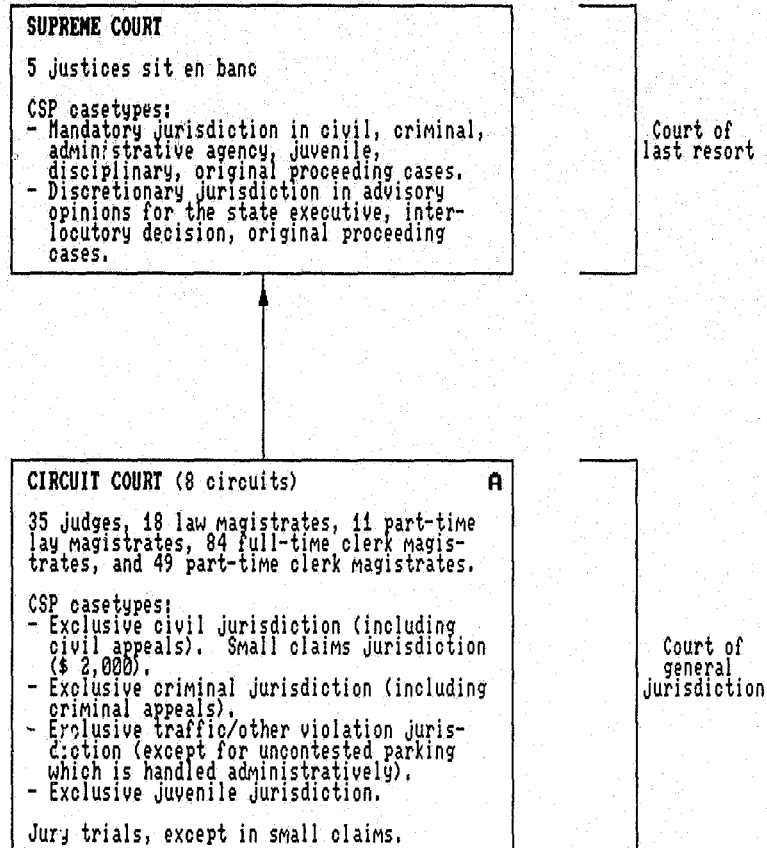 SUPREME COURT
5 justices sit en banc
CSP casetypes:
- Mandatory jurisdiction in civil, criminal,
administrative agency, juvenile,
disciplinary, original proceeding cases.
- Discretionary jurisdiction in advisory
opinions for the state executive, inter-
locutory decision, original proceeding
cases.
Court of
last resort
CIRCUIT COURT (8 circuits) A
35 judges, 18 law magistrates, 11 part-time
lay magistrates, 84 full-time clerk magis-
trates, and 49 part-time clerk magistrates.
CSP casetypes:
- Exclusive civil jurisdiction (including
civil appeals). Small claims jurisdiction
($ 2,000).
- Exclusive criminal jurisdiction (including
criminal appeals).
- Exclusive traffic/other violation juris-
diction (except for uncontested parking
which is handled administratively).
- Exclusive juvenile jurisdiction.
Jury trials, except in small claims.
Court of
general
jurisdiction